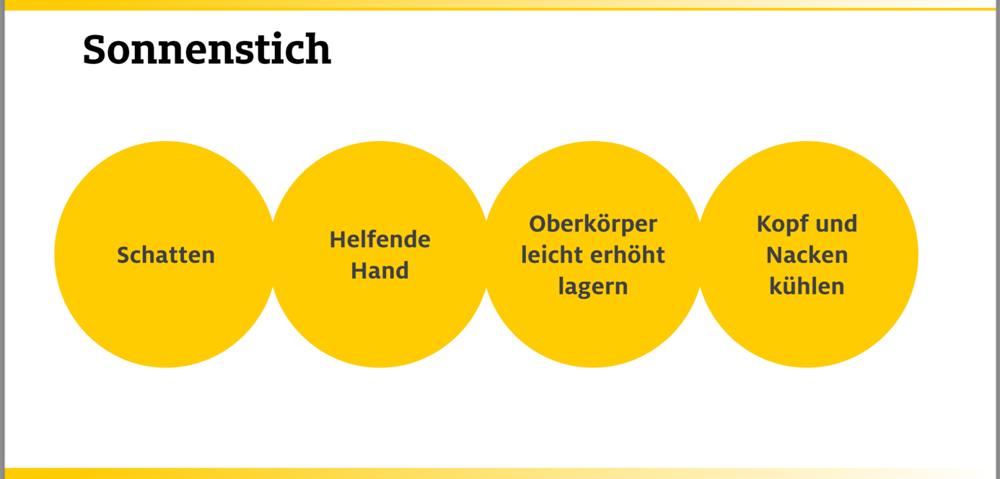 Sonnenstich
Schatten
Helfende
Hand
Oberkörper
leicht erhöht
lagern
Kopf und
Nacken
kühlen